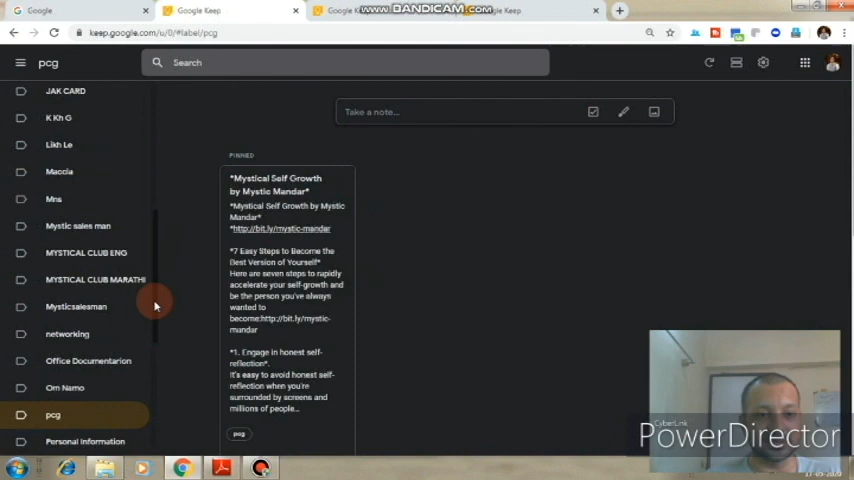 Google
Google Keep
Google Keep
Google Keep
www.BANDICAM.com
keep.google.com/u/0/#label/pcg
pcg
Search
JAK CARD
K Kh G
Likh Le
Maccia
Mns
Mystic sales man
MYSTICAL CLUB ENG
MYSTICAL CLUB MARATHI
Mysticsalesman
networking
Office Documentarion
Om Namo
pcg
Personal Information
Take a note...
PINNED
*Mystical Self Growth
by Mystic Mandar*
*Mystical Self Growth by Mystic
Mandar*
*http://bit.ly/mystic-mandar
*7 Easy Steps to Become the
Best Version of Yourself*
Here are seven steps to rapidly
accelerate your self-growth and
be the person you've always
wanted to
become:http://bit.ly/mystic-
mandar
*1. Engage in honest self-
reflection*.
It's easy to avoid honest self-
reflection when you're
surrounded by screens and
millions of people...
pcg
CyberLink
PowerDirector